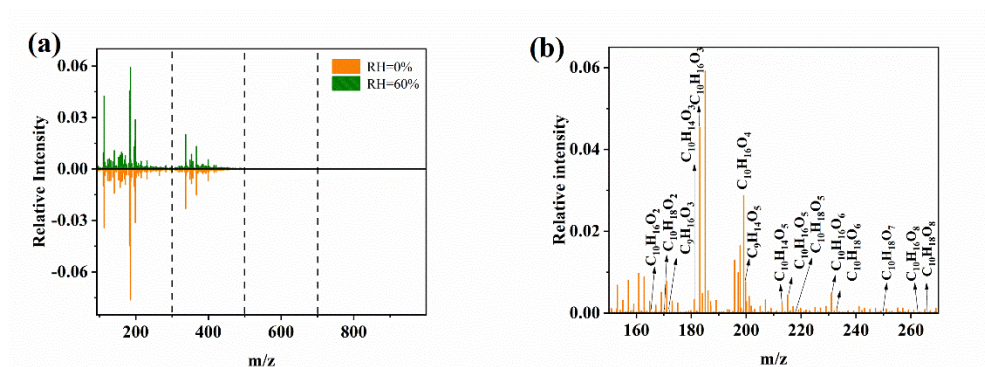 (a)
RH=0%
RH=60%
0.06
0.03
0.00
-0.03
-0.06
Relative Intensity
200
400
600
800
m/z
(b)
0.06
0.04
0.02
0.00
Relative intensity
C₁₀H₁₆O₂
C₁₀H₁₈O₂
C₉H₁₆O₃
C₁₀H₁₄O₃
C₁₀H₁₆O₃
C₁₀H₁₆O₄
C₉H₁₄O₅
C₁₀H₁₄O₅
C₁₀H₁₆O₅
C₁₀H₁₈O₅
C₁₀H₁₆O₆
C₁₀H₁₈O₆
C₁₀H₁₈O₇
C₁₀H₁₆O₈
C₁₀H₁₈O₈
160
180
200
220
240
260
m/z